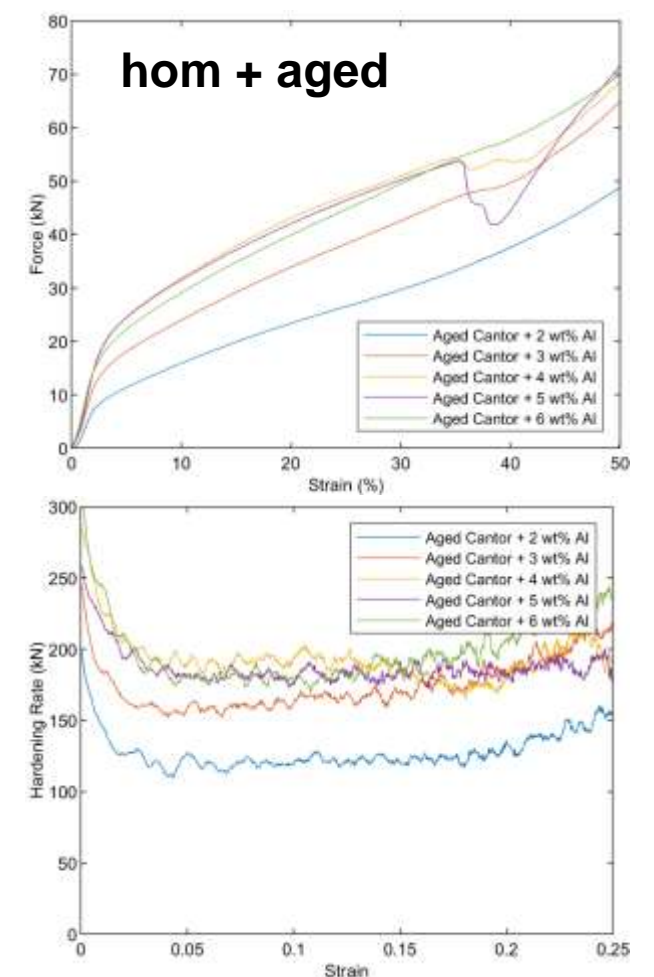 hom + aged
80
70
60
50
40
30
20
10
0
Force (kN)
Aged Cantor + 2 wt% Al
Aged Cantor + 3 wt% Al
Aged Cantor + 4 wt% Al
Aged Cantor + 5 wt% Al
Aged Cantor + 6 wt% Al
0 10 20 30 40 50
Strain (%)
300
250
200
150
100
50
0
Hardening Rate (kN)
Aged Cantor + 2 wt% Al
Aged Cantor + 3 wt% Al
Aged Cantor + 4 wt% Al
Aged Cantor + 5 wt% Al
Aged Cantor + 6 wt% Al
0 0.05 0.1 0.15 0.2 0.25
Strain